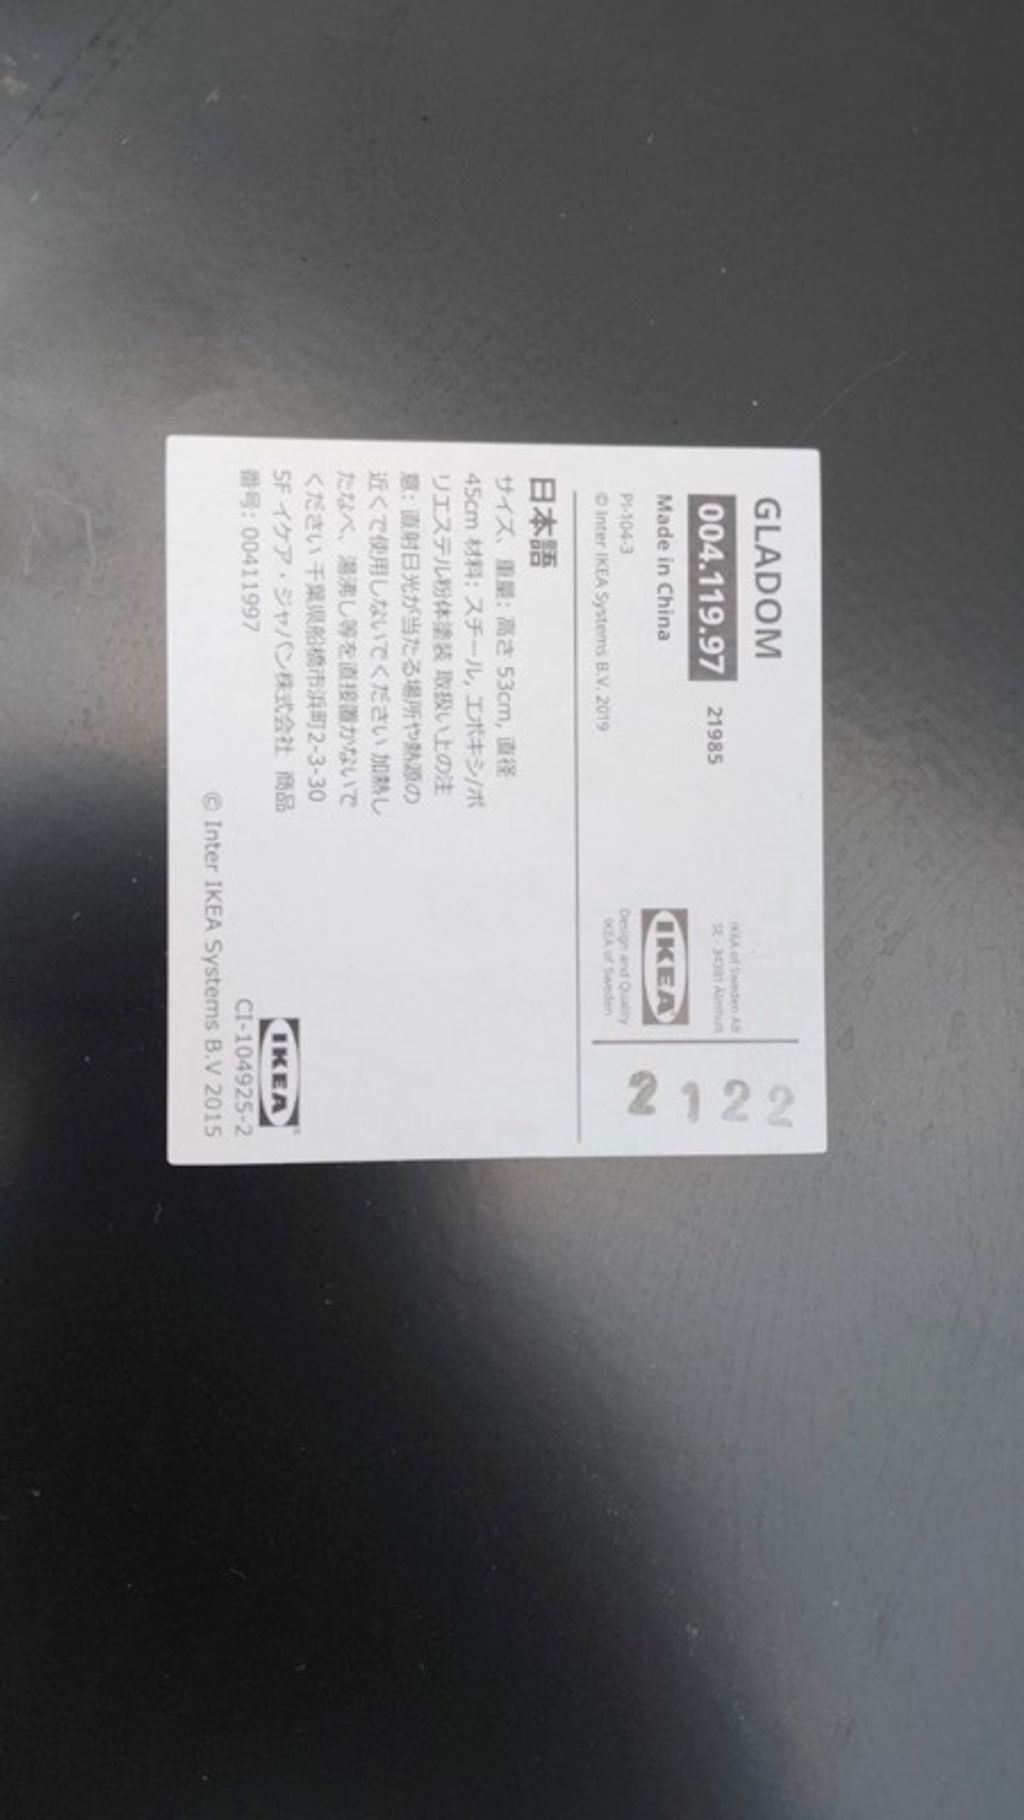 GLADOM
004.119.97 21985
Made in China
PI-104-3
© Inter IKEA Systems B.V. 2019
IKEA of Sweden AB
SE - 34381 Älmhult
IKEA
Design and Quality
IKEA of Sweden
2122
日本語
サイズ、重量: 高さ 53cm, 直径
45cm 材料: スチール, エポキシ/ポ
リエステル粉体塗装 取扱い上の注
意: 直射日光が当たる場所や熱源の
近くで使用しないでください 加熱し
たなべ、湯沸し等を直接置かないで
ください 千葉県船橋市浜町2-3-30
5F イケア・ジャパン株式会社 商品
番号: 00411997
IKEA®
CI-104925-2
© Inter IKEA Systems B.V 2015